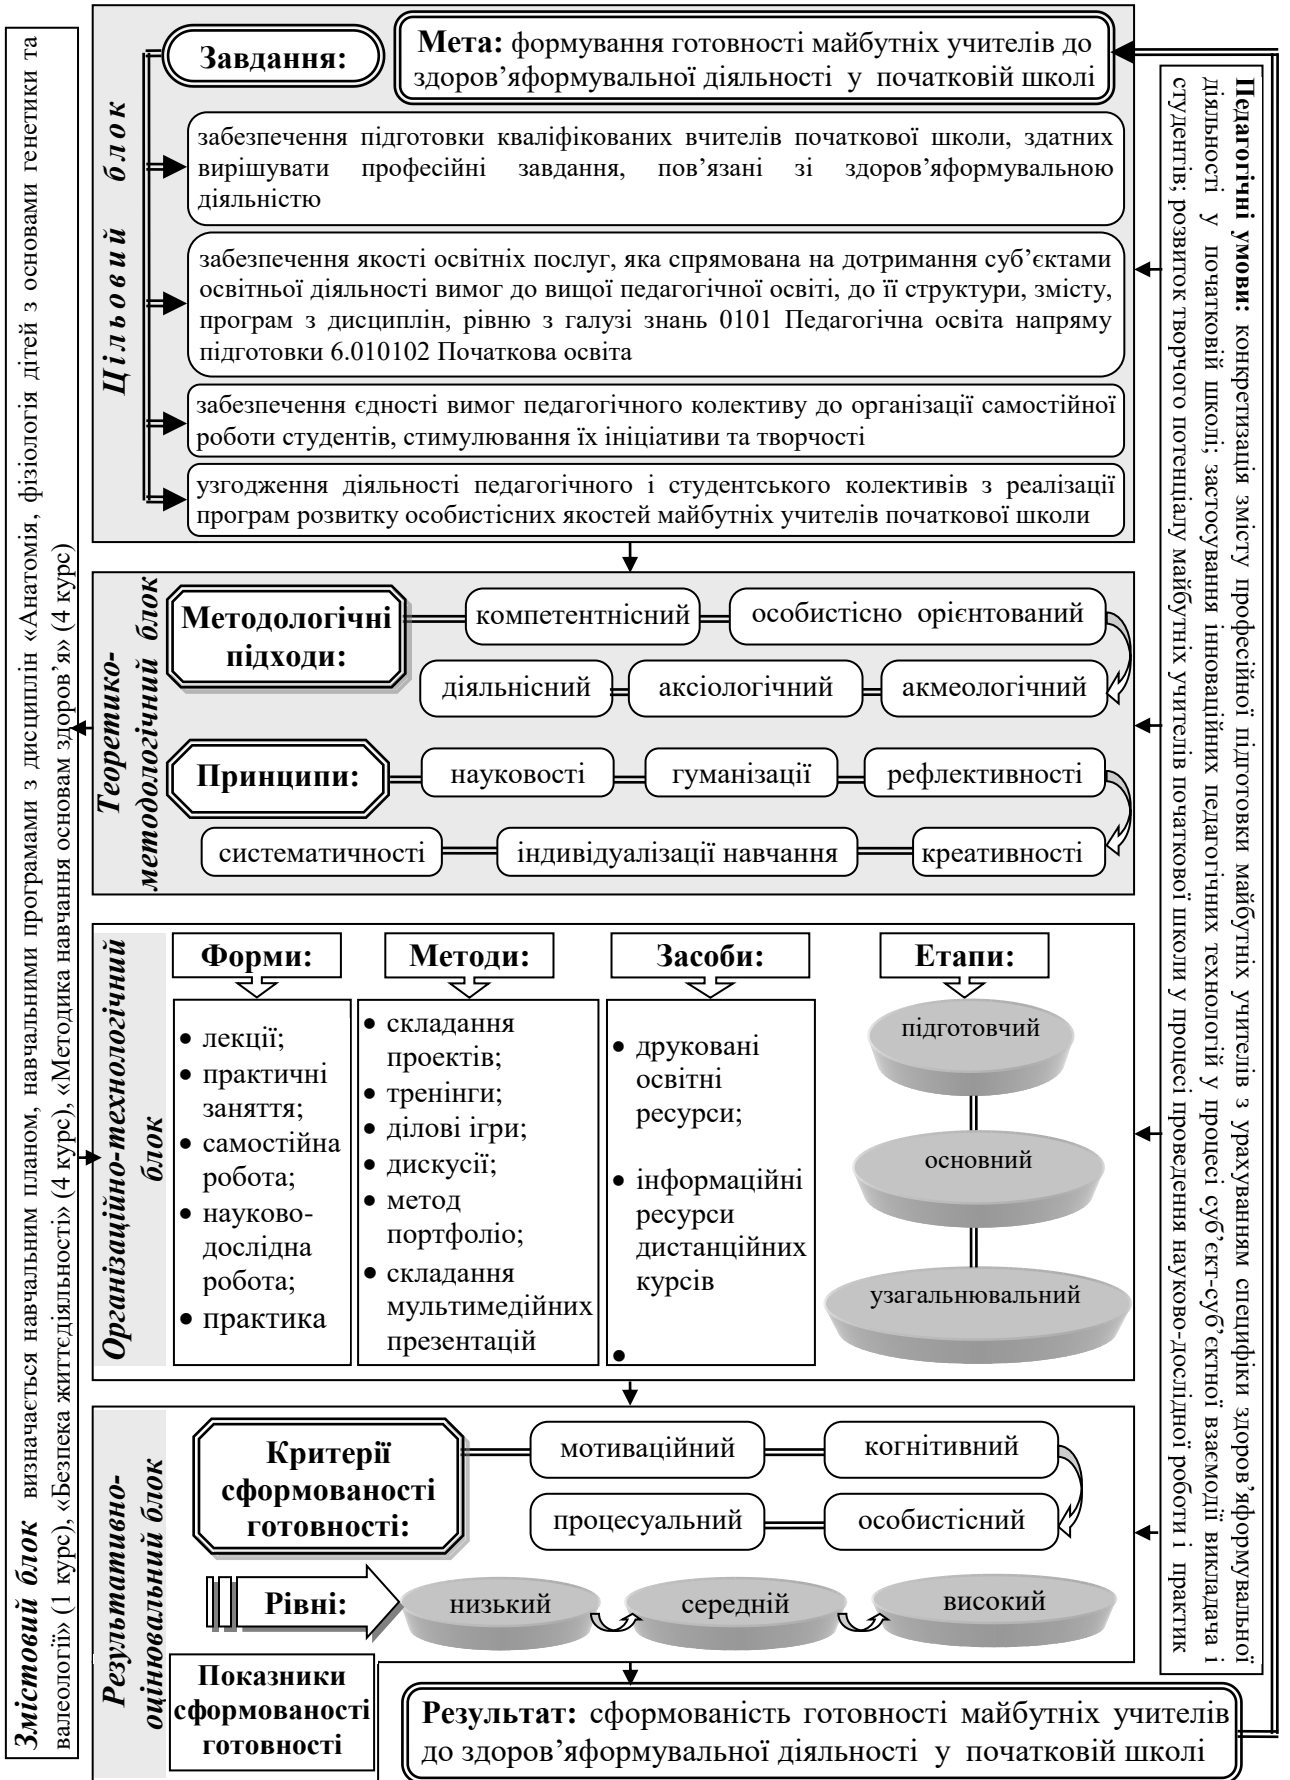 Змістовий блок визначається навчальним планом, навчальними програмами з дисциплін «Анатомія, фізіологія дітей з основами генетики та
валеології» (1 курс), «Безпека життєдіяльності» (4 курс), «Методика навчання основам здоров’я» (4 курс)
Цільовий блок
Завдання:
Мета: формування готовності майбутніх учителів до
здоров’яформувальної діяльності у початковій школі
забезпечення підготовки кваліфікованих вчителів початкової школи, здатних
вирішувати професійні завдання, пов’язані зі здоров’яформувальною
діяльністю
забезпечення якості освітніх послуг, яка спрямована на дотримання суб’єктами
освітньої діяльності вимог до вищої педагогічної освіти, до її структури, змісту,
програм з дисциплін, рівню з галузі знань 0101 Педагогічна освіта напряму
підготовки 6.010102 Початкова освіта
забезпечення єдності вимог педагогічного колективу до організації самостійної
роботи студентів, стимулювання їх ініціативи та творчості
узгодження діяльності педагогічного і студентського колективів з реалізації
програм розвитку особистісних якостей майбутніх учителів початкової школи
Теоретико-
методологічний блок
Методологічні
підходи:
компетентнісний
особистісно орієнтований
діяльнісний
аксіологічний
акмеологічний
Принципи:
науковості
гуманізації
рефлективності
систематичності
індивідуалізації навчання
креативності
Організаційно-технологічний
блок
Форми:
• лекції;
• практичні
заняття;
• самостійна
робота;
• науково-
дослідна
робота;
• практика
Методи:
• складання
проектів;
• тренінги;
• ділові ігри;
• дискусії;
• метод
портфоліо;
• складання
мультимедійних
презентацій
Засоби:
• друковані
освітні
ресурси;
• інформаційні
ресурси
дистанційних
курсів
•
Етапи:
підготовчий
основний
узагальнювальний
Результативно-
оцінювальний блок
Критерії
сформованості
готовності:
мотиваційний
когнітивний
процесуальний
особистісний
Рівні:
низький
середній
високий
Показники
сформованості
готовності
Результат: сформованість готовності майбутніх учителів
до здоров’яформувальної діяльності у початковій школі
Педагогічні умови: конкретизація змісту професійної підготовки майбутніх учителів з урахуванням специфіки здоров’яформувальної
діяльності у початковій школі; застосування інноваційних педагогічних технологій у процесі суб’єкт-суб’єктної взаємодії викладача і
студентів; розвиток творчого потенціалу майбутніх учителів початкової школи у процесі проведення науково-дослідної роботи і практик